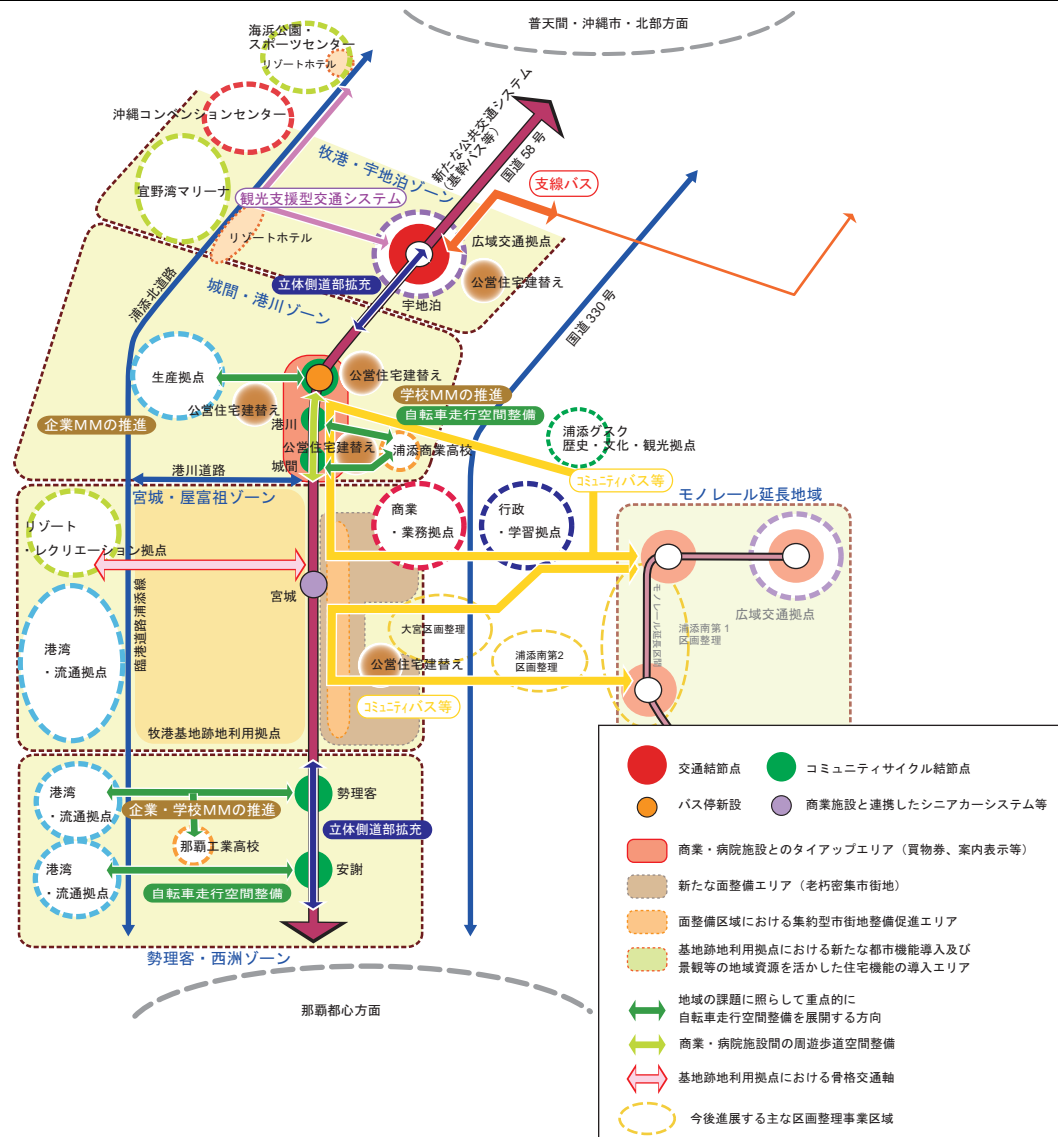 普天間・沖縄市・北部方面
海浜公園・
スポーツセンター
リゾートホテル
沖縄コンベンションセンター
新たな公共交通システム
(基幹バス等)
国道58号
牧港・宇地泊ゾーン
支線バス
宜野湾マリーナ
観光支援型交通システム
リゾートホテル
広域交通拠点
公営住宅建替え
立体側道部拡充
宇地泊
城間・港川ゾーン
浦添北道路
国道330号
生産拠点
公営住宅建替え
公営住宅建替え
学校MMの推進
自転車走行空間整備
企業MMの推進
港川
公営住宅建替え
浦添商業高校
浦添グスク
歴史・文化・観光拠点
城間
港川道路
コミュニティバス等
宮城・屋富祖ゾーン
モノレール延長地域
リゾート
・レクリエーション拠点
商業
・業務拠点
行政
・学習拠点
宮城
臨港道路浦添線
モノレール延長区間
広域交通拠点
大宮区画整理
浦添南第1
区画整理
浦添南第2
区画整理
港湾
・流通拠点
公営住宅建替え
コミュニティバス等
牧港基地跡地利用拠点
港湾
・流通拠点
企業・学校MMの推進
勢理客
立体側道部拡充
那覇工業高校
港湾
・流通拠点
安謝
自転車走行空間整備
勢理客・西洲ゾーン
那覇都心方面
交通結節点
コミュニティサイクル結節点
バス停新設
商業施設と連携したシニアカーシステム等
商業・病院施設とのタイアップエリア（買物券、案内表示等）
新たな面整備エリア（老朽密集市街地）
面整備区域における集約型市街地整備促進エリア
基地跡地利用拠点における新たな都市機能導入及び
景観等の地域資源を活かした住宅機能の導入エリア
地域の課題に照らして重点的に
自転車走行空間整備を展開する方向
商業・病院施設間の周遊歩道空間整備
基地跡地利用拠点における骨格交通軸
今後進展する主な区画整理事業区域